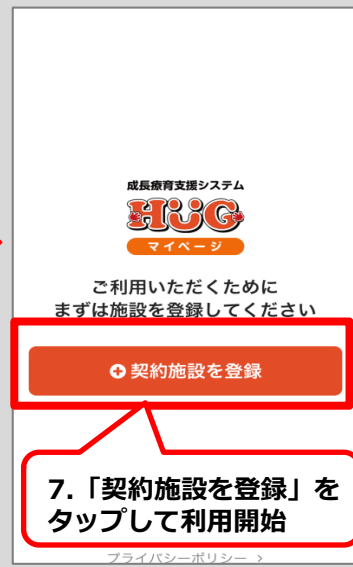 成長療育支援システム
HUG
マイページ
ご利用いただくために
まずは施設を登録してください
契約施設を登録
7.「契約施設を登録」を
タップして利用開始
プライバシーポリシー >